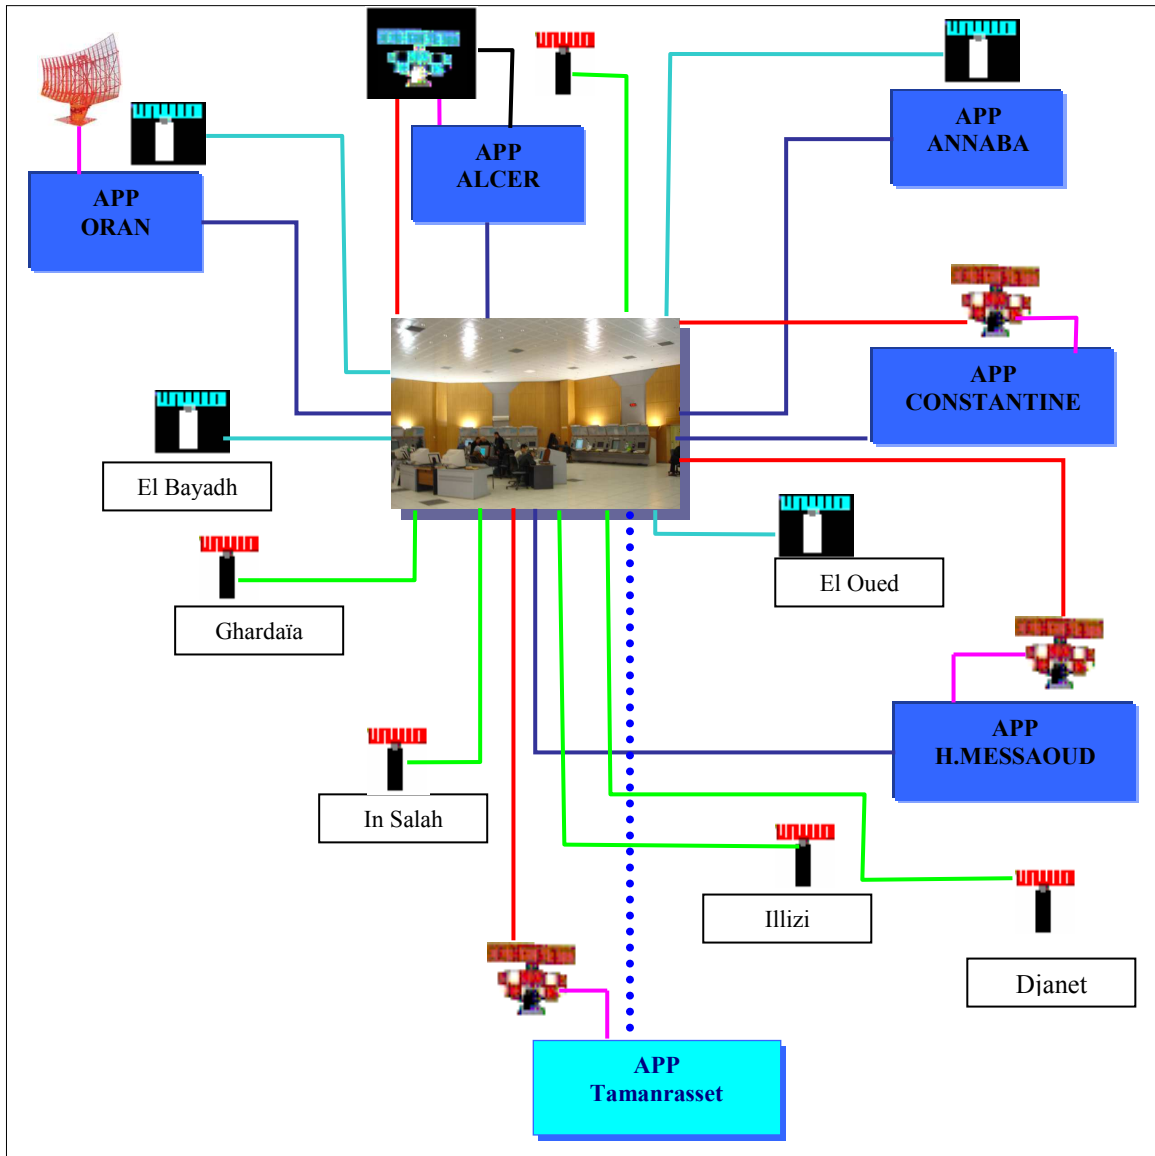 APP
ALCER
APP
ANNABA
APP
ORAN
APP
CONSTANTINE
El Bayadh
El Oued
Ghardaïa
APP
H.MESSAOUD
In Salah
Illizi
Djanet
APP
Tamanrasset